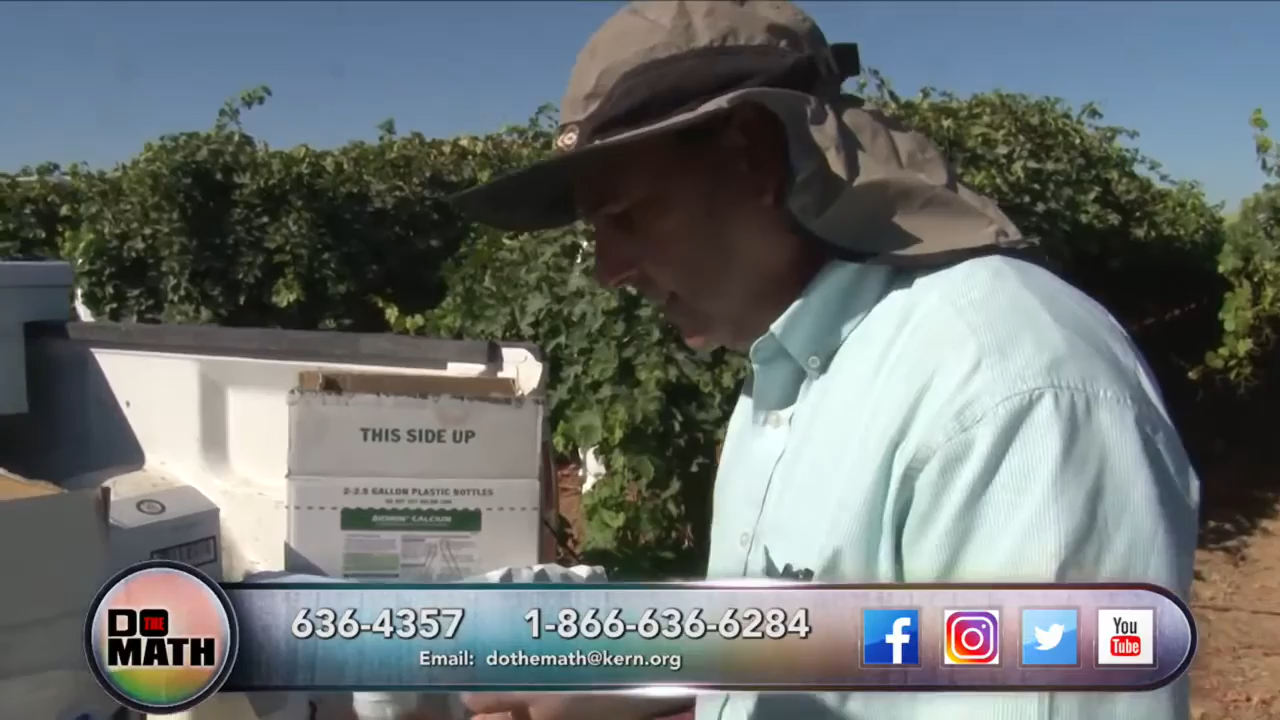 THIS SIDE UP
2-2.5 GALLON PLASTIC BOTTLES
CALCIUM
DO THE MATH
636-4357 1-866-636-6284
Email: dothemath@kern.org
You Tube